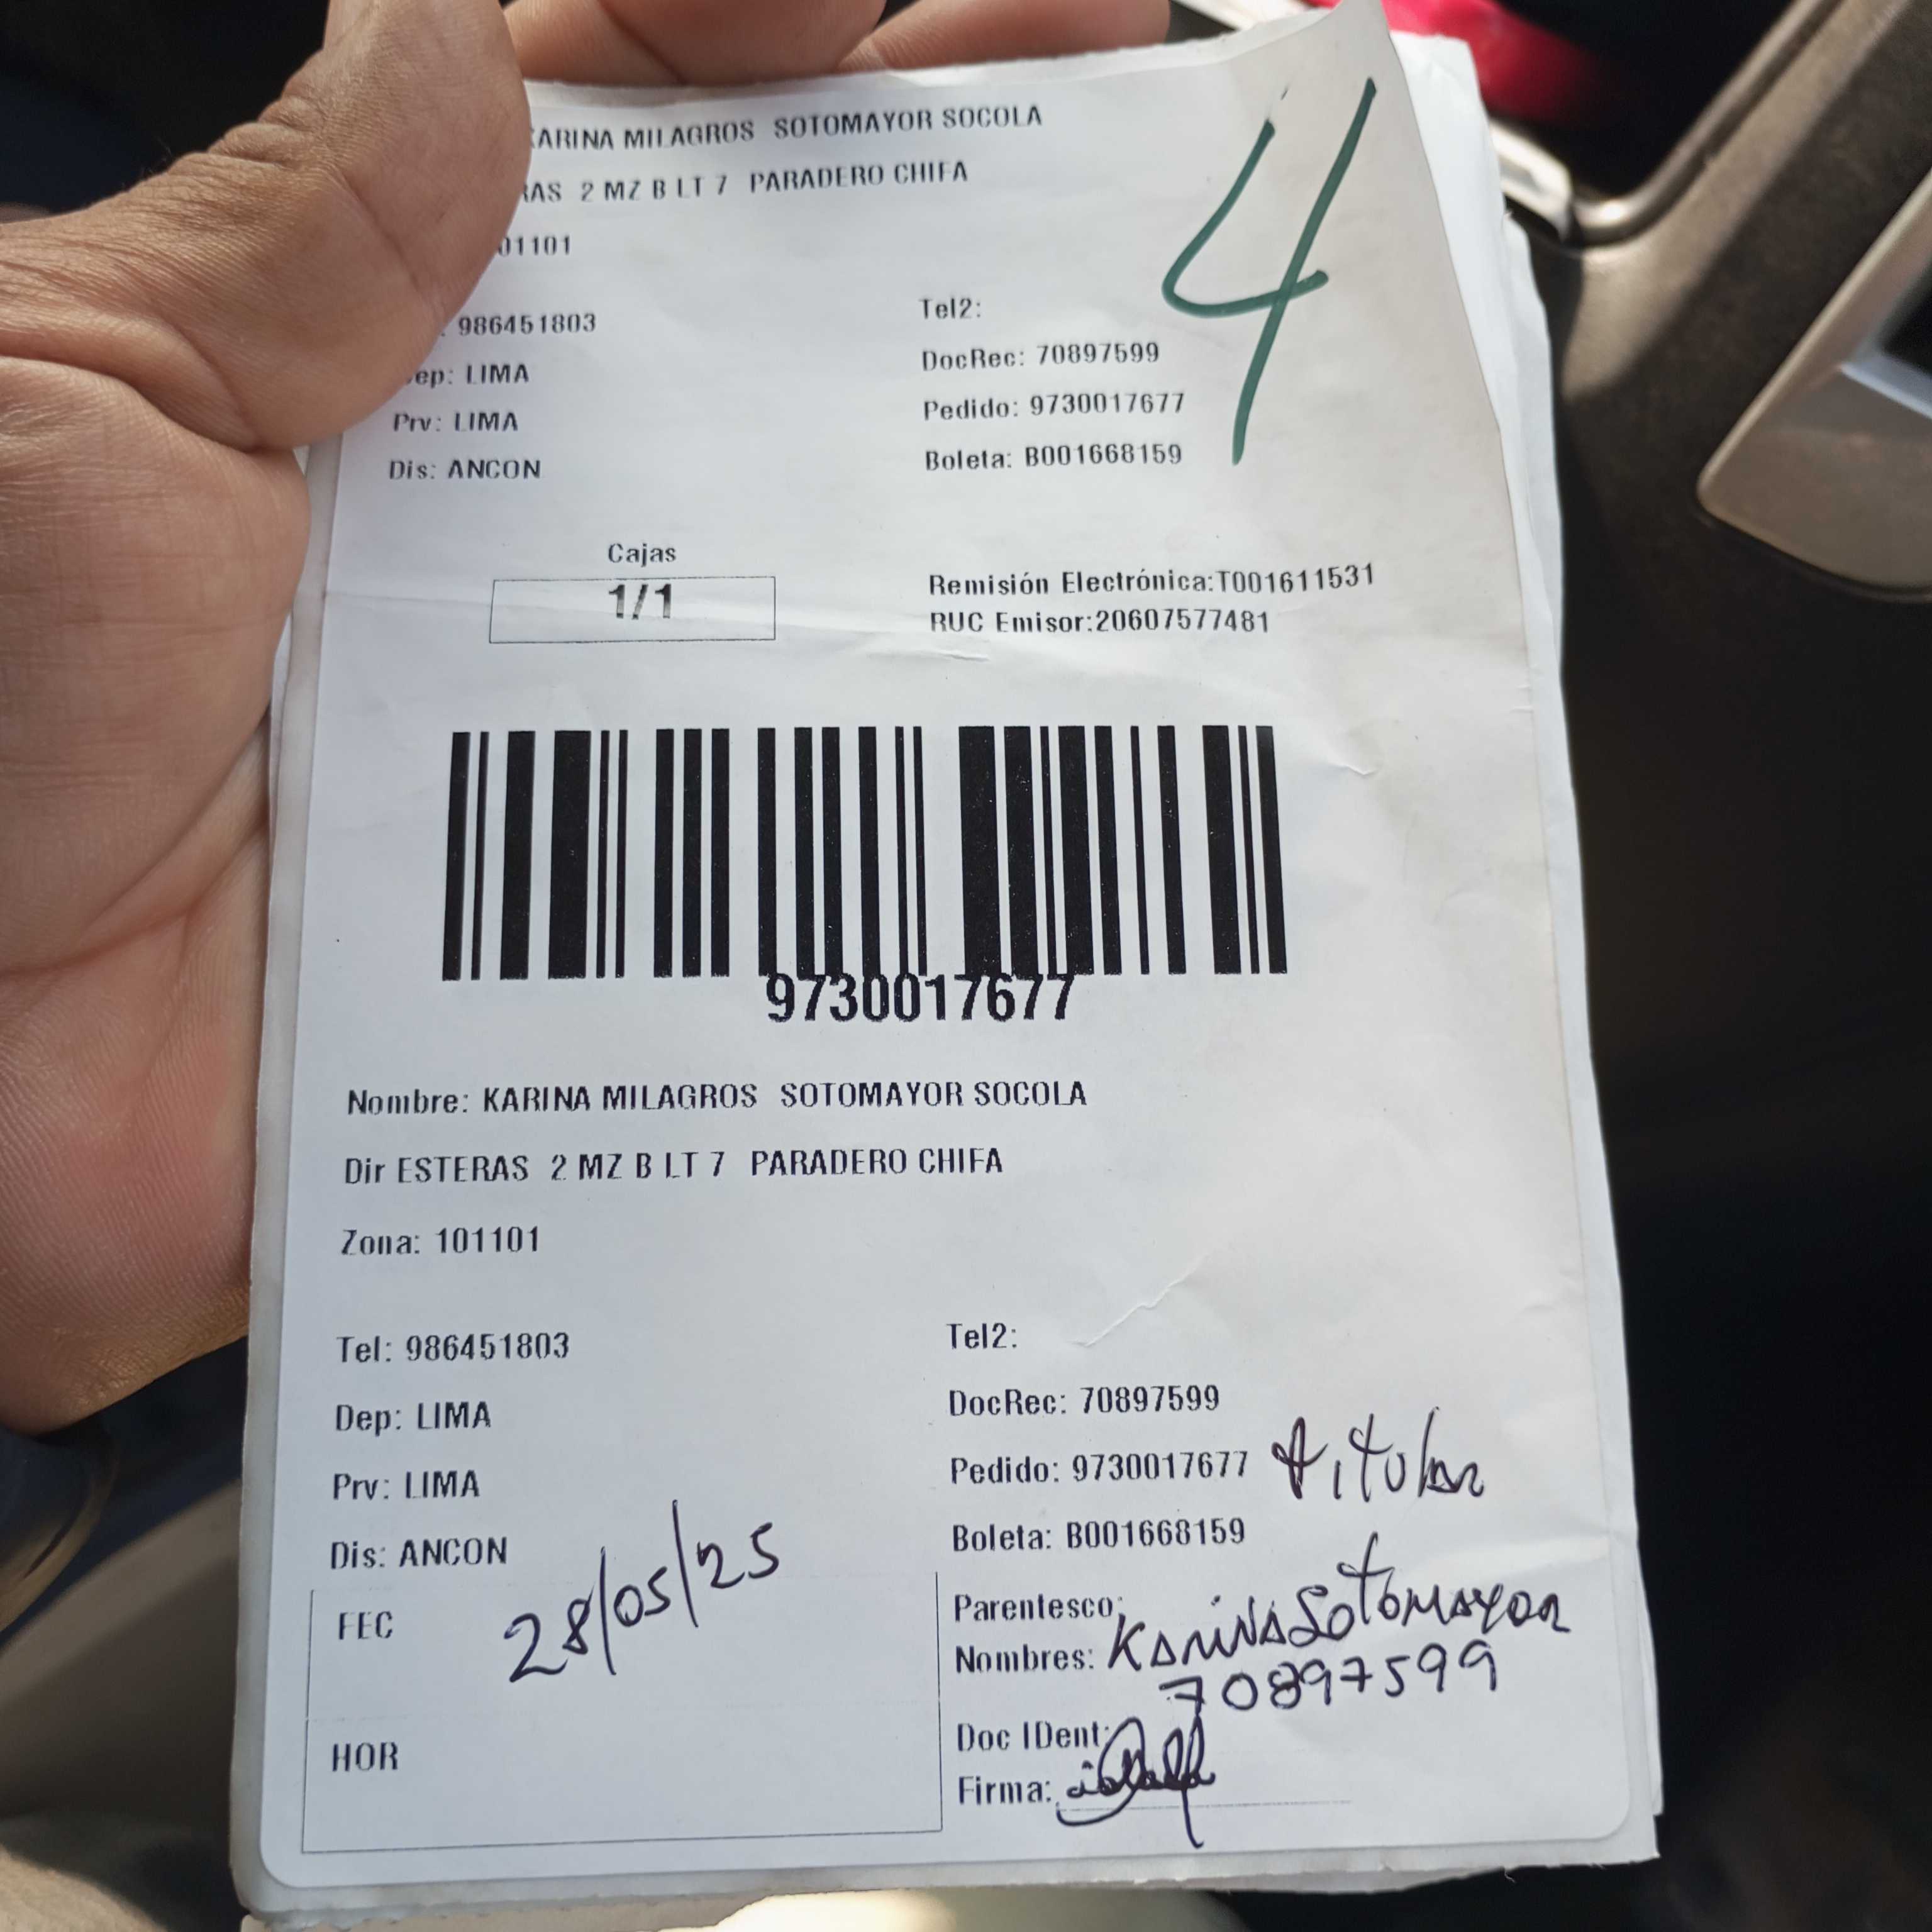 KARINA MILAGROS SOTOMAYOR SOCOLA
RAS 2 MZ B LT 7 PARADERO CHIFA
01101
986451803
Tel2:
ep: LIMA
DocRec: 70897599
Prv: LIMA
Pedido: 9730017677
Dis: ANCON
Boleta: B001668159
4
Cajas
1/1
Remisión Electrónica:T001611531
RUC Emisor:20607577481
9730017677
Nombre: KARINA MILAGROS SOTOMAYOR SOCOLA
Dir ESTERAS 2 MZ B LT 7 PARADERO CHIFA
Zona: 101101
Tel: 986451803
Tel2:
Dep: LIMA
DocRec: 70897599
Prv: LIMA
Pedido: 9730017677 titular
Dis: ANCON
Boleta: B001668159
FEC 28/05/25
Parentesco:
Nombres: Karina Sotomayor
70897599
HOR
Doc IDent:
Firma: